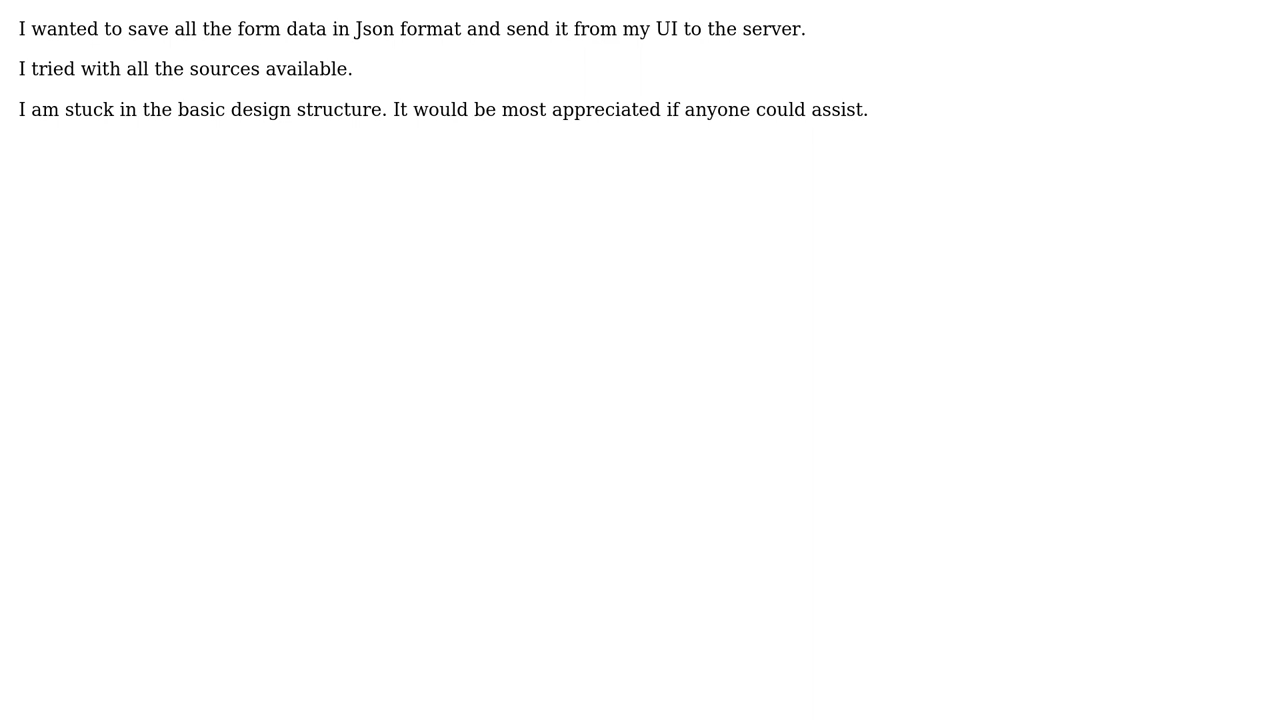 I wanted to save all the form data in Json format and send it from my UI to the server.
I tried with all the sources available.
I am stuck in the basic design structure. It would be most appreciated if anyone could assist.